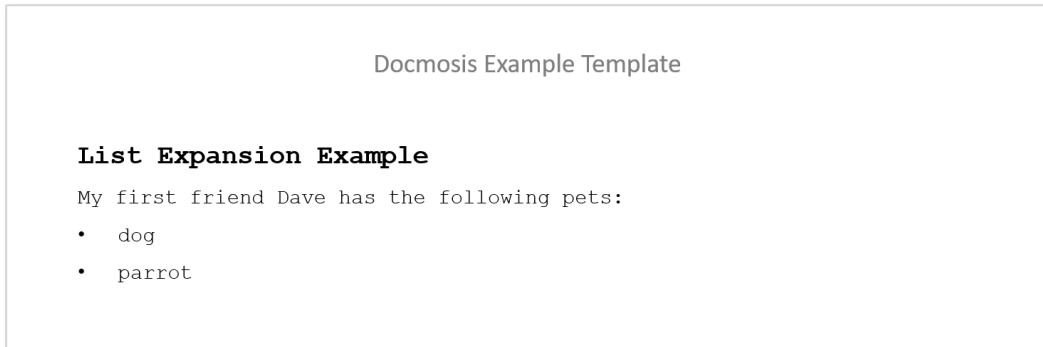 Docmosis Example Template
List Expansion Example
My first friend Dave has the following pets:
• dog
• parrot